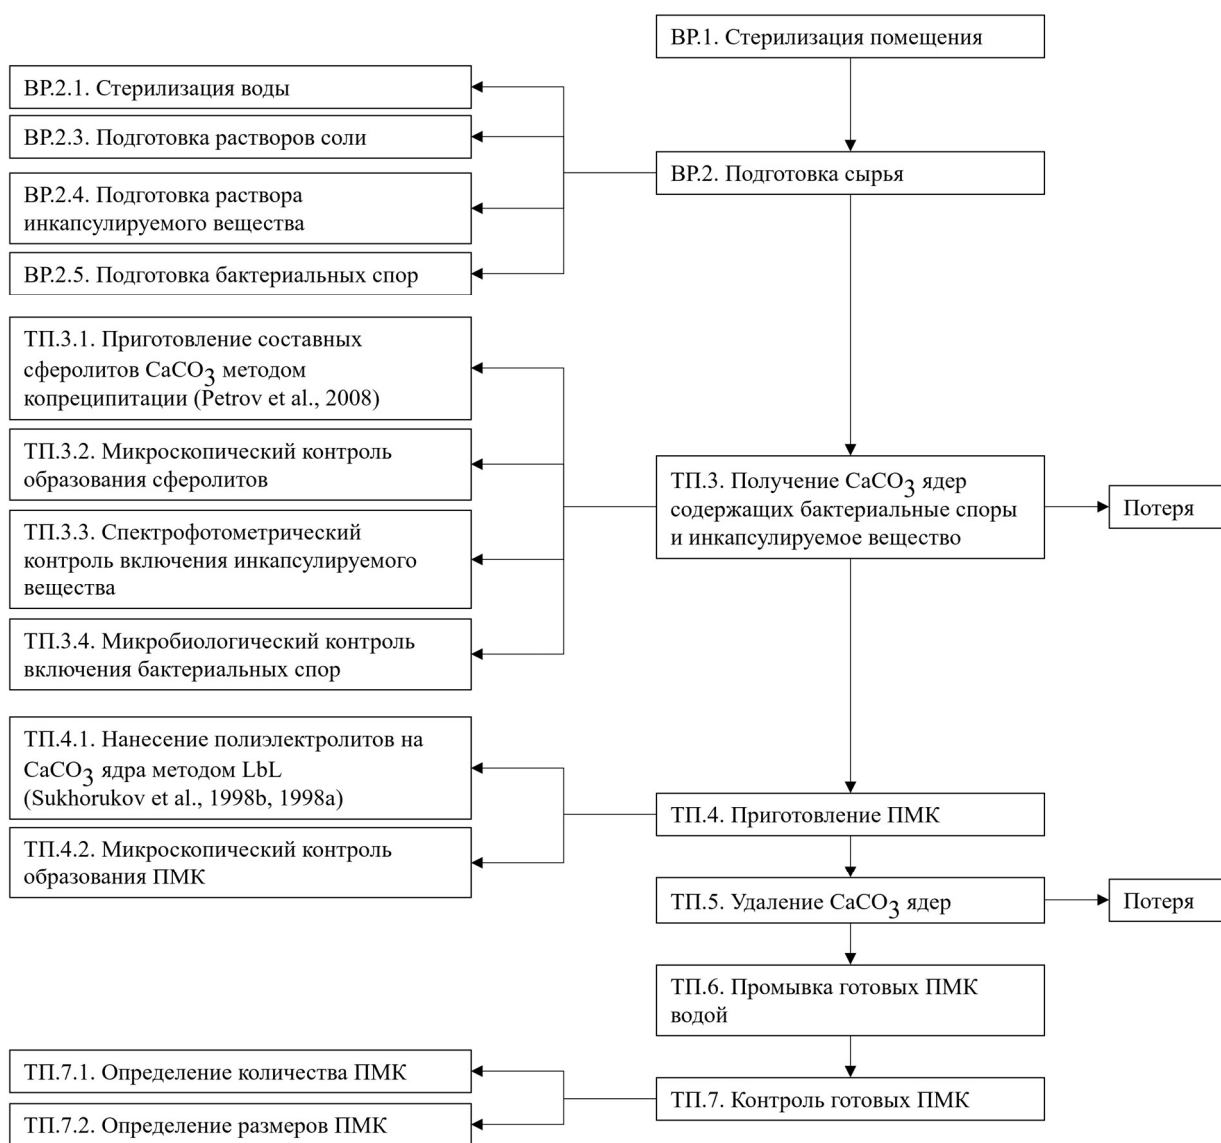 ВР.1. Стерилизация помещения
ВР.2.1. Стерилизация воды
ВР.2.3. Подготовка растворов соли
ВР.2.4. Подготовка раствора
инкапсулируемого вещества
ВР.2.5. Подготовка бактериальных спор
ВР.2. Подготовка сырья
ТП.3.1. Приготовление составных
сферолитов CaCO3 методом
копреципитации (Petrov et al., 2008)
ТП.3.2. Микроскопический контроль
образования сферолитов
ТП.3.3. Спектрофотометрический
контроль включения инкапсулируемого
вещества
ТП.3.4. Микробиологический контроль
включения бактериальных спор
ТП.3. Получение CaCO3 ядер
содержащих бактериальные споры
и инкапсулируемое вещество
Потеря
ТП.4.1. Нанесение полиэлектролитов на
CaCO3 ядра методом LbL
(Sukhorukov et al., 1998b, 1998a)
ТП.4.2. Микроскопический контроль
образования ПМК
ТП.4. Приготовление ПМК
ТП.5. Удаление CaCO3 ядер
Потеря
ТП.6. Промывка готовых ПМК
водой
ТП.7.1. Определение количества ПМК
ТП.7.2. Определение размеров ПМК
ТП.7. Контроль готовых ПМК